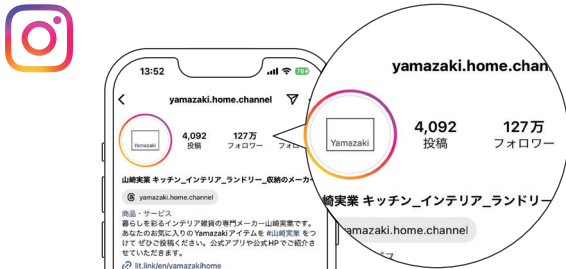 13:52
78
yamazaki.home.channel
Yamazaki
4,092
投稿
127万
フォロワー
フォロ
山崎実業 キッチン_インテリア_ランドリー_収納のメーカー
yamazaki.home.channel
商品・サービス
暮らしを彩るインテリア雑貨の専門メーカー山崎実業です。
あなたのお気に入りのYamazakiアイテムを #山崎実業 をつ
けて ぜひご投稿ください。公式アプリや公式HPでご紹介さ
せていただきます。
lit.link/en/yamazakihome
yamazaki.home.chan
Yamazaki
4,092
投稿
127万
フォロワー
崎実業 キッチン_インテリア_ランドリー
amazaki.home.channel